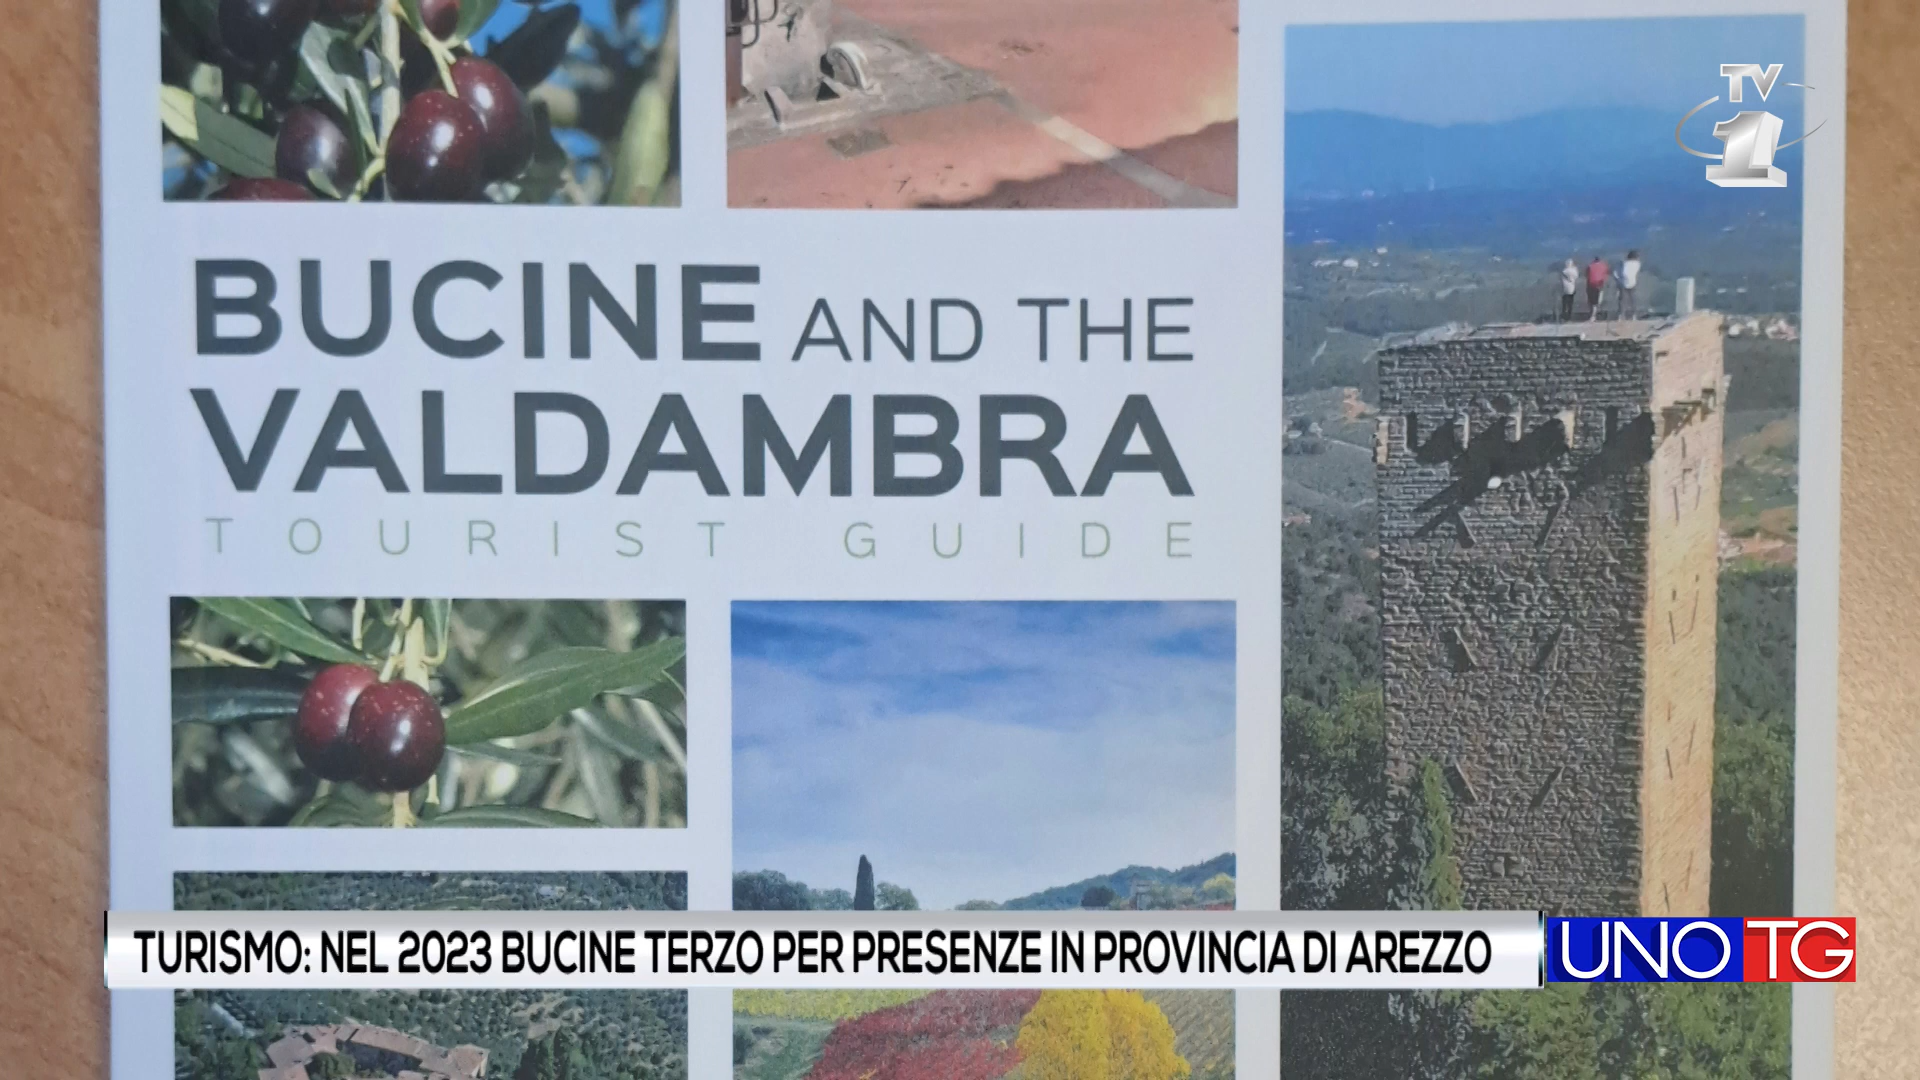 TV
1
BUCINE AND THE
VALDAMBRA
TOURIST GUIDE
TURISMO: NEL 2023 BUCINE TERZO PER PRESENZE IN PROVINCIA DI AREZZO
UNO TG